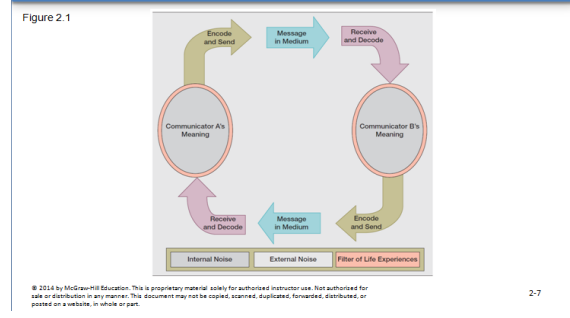 Figure 2.1
Encode
and Send
Message
in Medium
Receive
and Decode
Communicator A's
Meaning
Communicator B's
Meaning
Receive
and Decode
Message
in Medium
Encode
and Send
Internal Noise
External Noise
Filter of Life Experiences
© 2014 by McGraw-Hill Education. This is proprietary material solely for authorized instructor use. Not authorized for
sale or distribution in any manner. This document may not be copied, scanned, duplicated, forwarded, distributed, or
posted on a website, in whole or part.
2-7